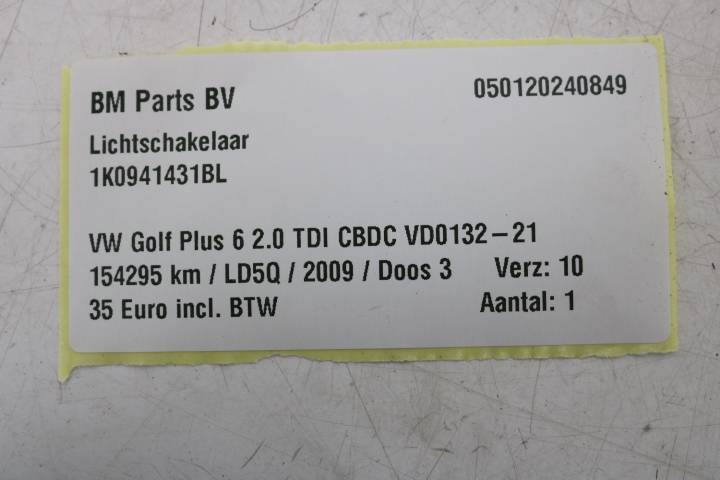 BM Parts BV 050120240849
Lichtschakelaar
1K0941431BL
VW Golf Plus 6 2.0 TDI CBDC VD0132-21
154295 km / LD5Q / 2009 / Doos 3 Verz: 10
35 Euro incl. BTW Aantal: 1